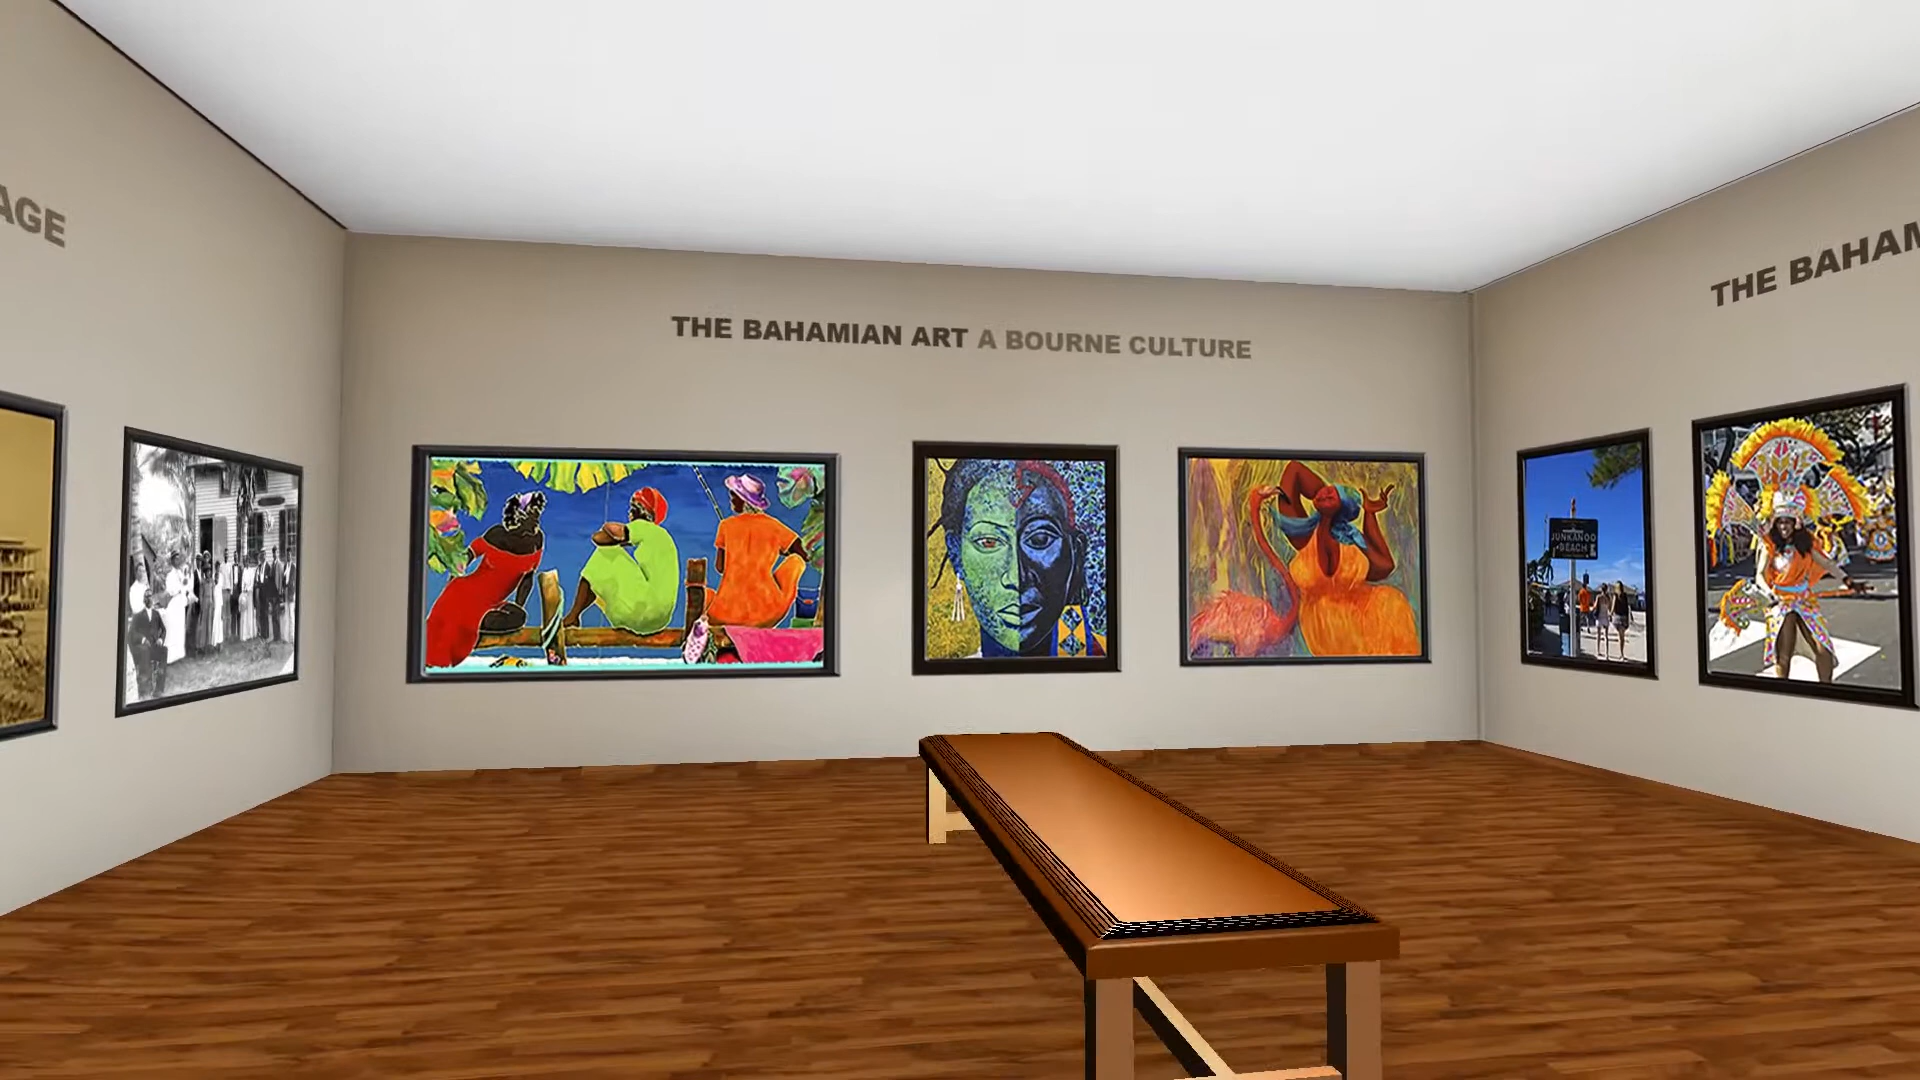 AGE
THE BAHAMIAN ART A BOURNE CULTURE
THE BAHAM
JUNKANOO
BEACH